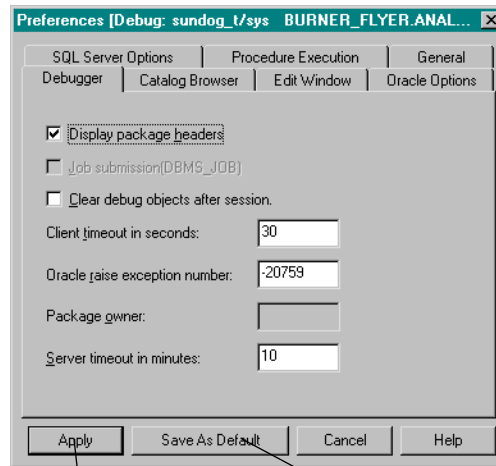 Preferences [Debug: sundog_t/sys BURNER_FLYER.ANAL...
SQL Server Options Procedure Execution General
Debugger Catalog Browser Edit Window Oracle Options
Display package headers
Job submission(DBMS_JOB)
Clear debug objects after session.
Client timeout in seconds: 30
Oracle raise exception number: -20759
Package owner:
Server timeout in minutes: 10
Apply Save As Default Cancel Help